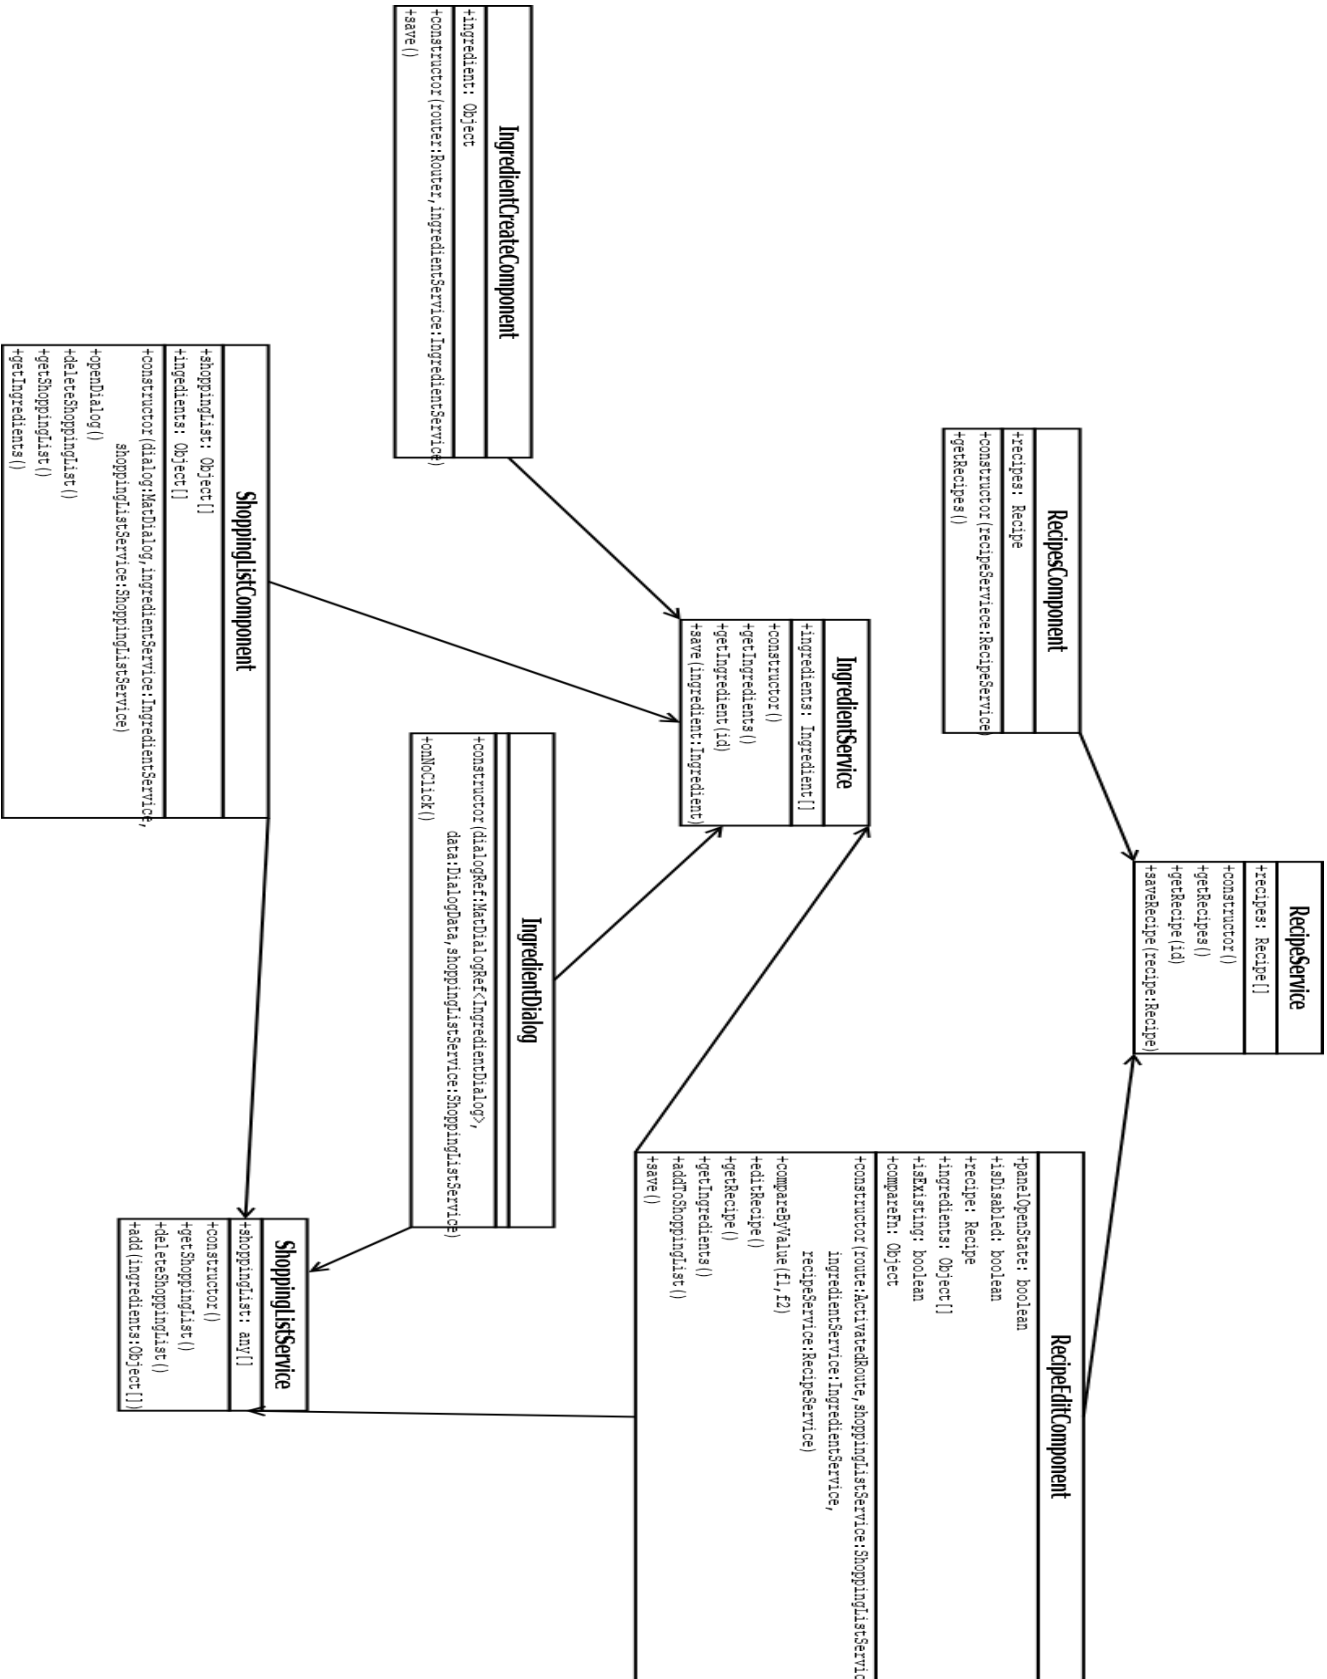 RecipeService
+recipes: Recipe[]
+constructor()
+getRecipes()
+getRecipe(id)
+saveRecipe(recipe:Recipe)
RecipesComponent
+recipes: Recipe
+constructor(recipeServiece:RecipeService)
+getRecipes()
RecipeEditComponent
+panelOpenState: boolean
+isDisabled: boolean
+recipe: Recipe
+ingredients: Object[]
+isExisting: boolean
+compareFn: Object
+constructor(route:ActivatedRoute,shoppingListService:ShoppingListServic
ingredientService:IngredientService,
recipeService:RecipeService)
+compareByValue(f1,f2)
+editRecipe()
+getRecipe()
+getIngredients()
+addToShoppingList()
+save()
IngredientService
+ingredients: Ingredient[]
+constructor()
+getIngredients()
+getIngredient(id)
+save(ingredient:Ingredient)
IngredientCreateComponent
+ingredient: Object
+constructor(router:Router,ingredientService:IngredientService)
+save()
IngredientDialog
+constructor(dialogRef:MatDialogRef<IngredientDialog>,
data:DialogData,shoppingListService:ShoppingListService)
+onNoClick()
ShoppingListComponent
+shoppingList: Object[]
+ingedients: Object[]
+constructor(dialog:MatDialog,ingredientService:IngredientService,
shoppingListService:ShoppingListService)
+openDialog()
+deleteShoppingList()
+getShoppingList()
+getIngredients()
ShoppingListService
+shoppingList: any[]
+constructor()
+getShoppingList()
+deleteShoppingList()
+add(ingredients:Object[])